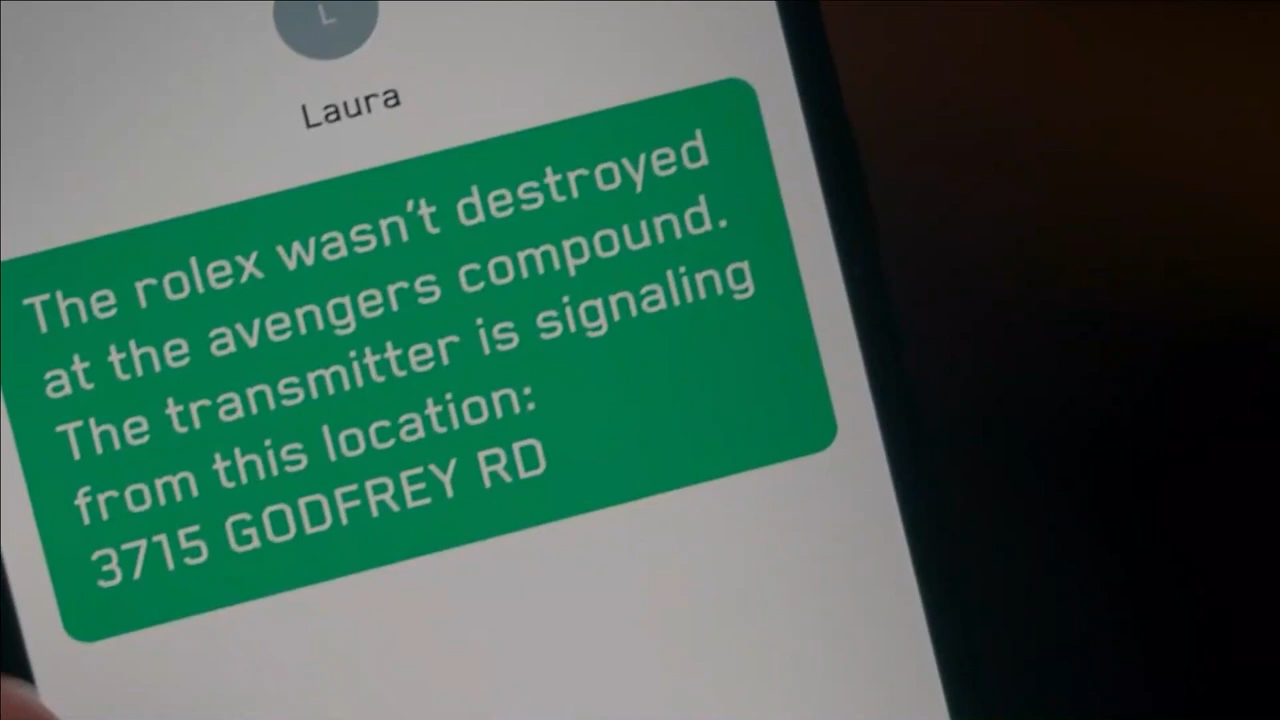 L
Laura
The rolex wasn't destroyed
at the avengers compound.
The transmitter is signaling
from this location:
3715 GODFREY RD